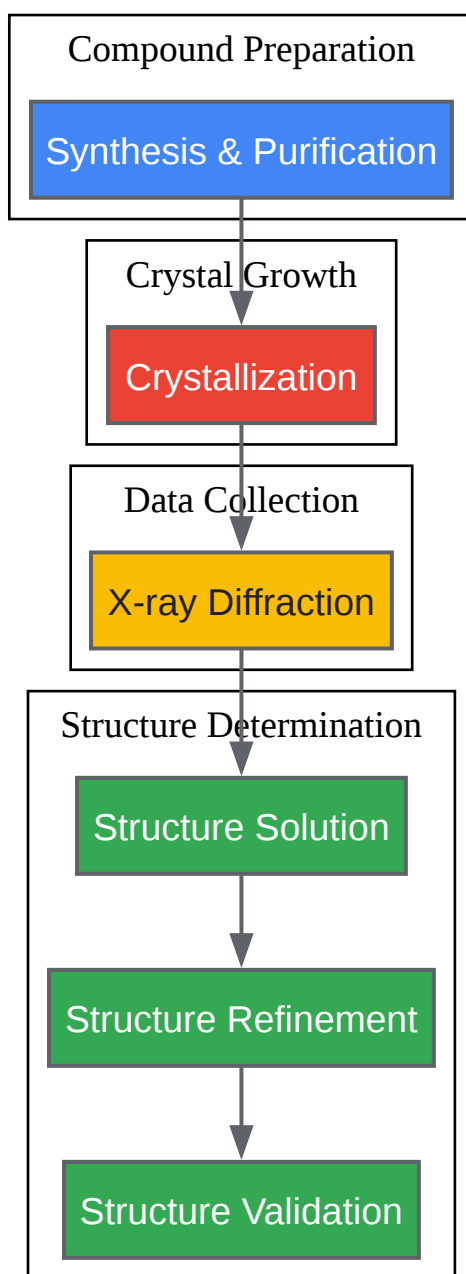 Compound Preparation
Synthesis & Purification
Crystal Growth
Crystallization
Data Collection
X-ray Diffraction
Structure Determination
Structure Solution
Structure Refinement
Structure Validation